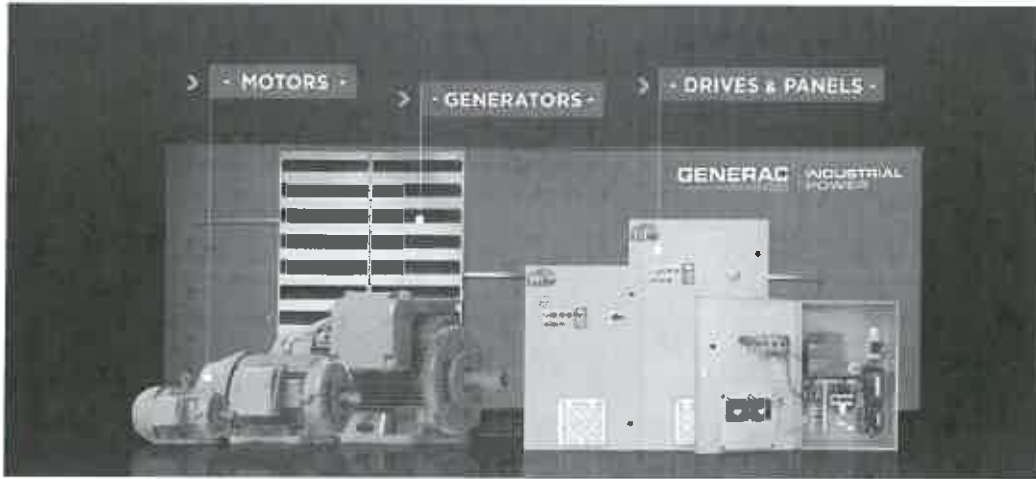 - MOTORS -
- GENERATORS -
- DRIVES & PANELS -
GENERAC INDUSTRIAL
POWER